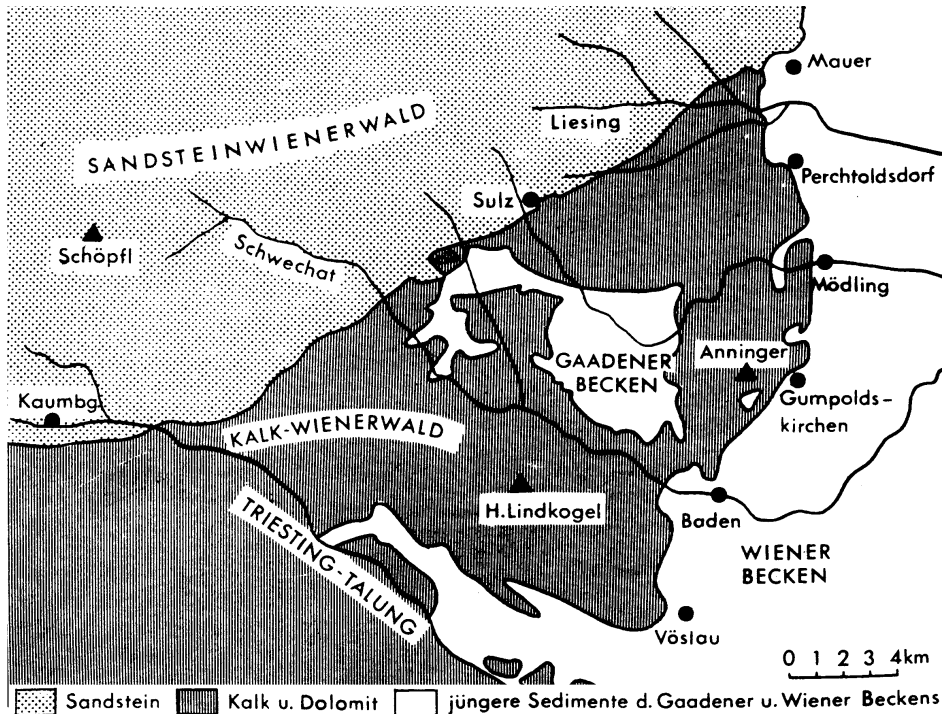 Mauer
Liesing
SANDSTEINWIENERWALD
Perchtoldsdorf
Sulz
Schöpfl
Schwechat
Mödling
GAADENER
BECKEN
Anninger
Kaumbg.
Gumpolds-
kirchen
KALK-WIENERWALD
H.Lindkogel
Baden
TRIESTING-TALUNG
WIENER
BECKEN
Vöslau
0 1 2 3 4km
Sandstein
Kalk u. Dolomit
jüngere Sedimente d. Gaadener u. Wiener Beckens